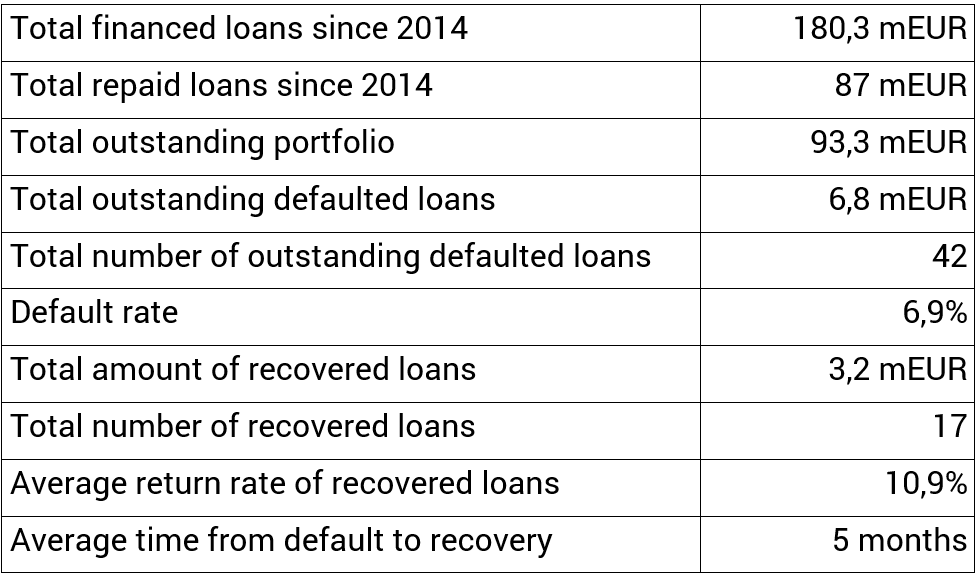 Total financed loans since 2014 180,3 mEUR
Total repaid loans since 2014 87 mEUR
Total outstanding portfolio 93,3 mEUR
Total outstanding defaulted loans 6,8 mEUR
Total number of outstanding defaulted loans 42
Default rate 6,9%
Total amount of recovered loans 3,2 mEUR
Total number of recovered loans 17
Average return rate of recovered loans 10,9%
Average time from default to recovery 5 months